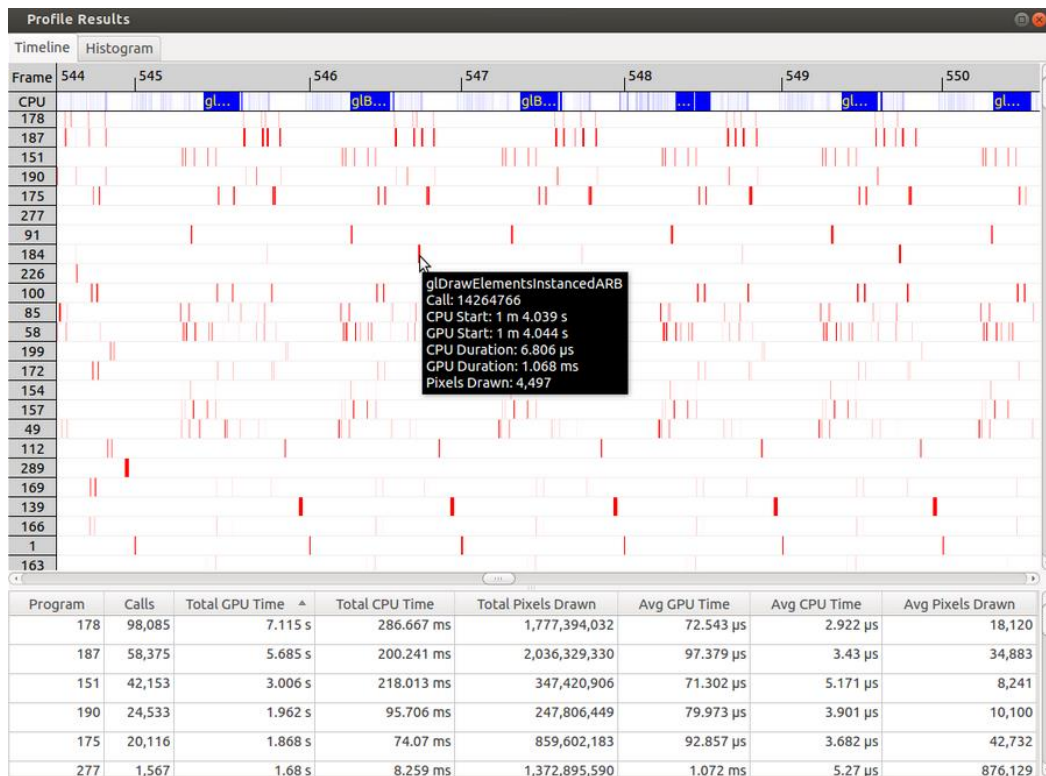 Profile Results
Timeline Histogram
Frame 544 545 546 547 548 549 550
CPU gl... glB... glB... ... gl... gl...
178
187
151
190
175
277
91
184
226
100
85
58
199
172
154
157
49
112
289
169
139
166
1
163
glDrawElementsInstancedARB
Call: 14264766
CPU Start: 1 m 4.039 s
GPU Start: 1 m 4.044 s
CPU Duration: 6.806 µs
GPU Duration: 1.068 ms
Pixels Drawn: 4,497
Program Calls Total GPU Time Total CPU Time Total Pixels Drawn Avg GPU Time Avg CPU Time Avg Pixels Drawn
178 98,085 7.115 s 286.667 ms 1,777,394,032 72.543 µs 2.922 µs 18,120
187 58,375 5.685 s 200.241 ms 2,036,329,330 97.379 µs 3.43 µs 34,883
151 42,153 3.006 s 218.013 ms 347,420,906 71.302 µs 5.171 µs 8,241
190 24,533 1.962 s 95.706 ms 247,806,449 79.973 µs 3.901 µs 10,100
175 20,116 1.868 s 74.07 ms 859,602,183 92.857 µs 3.682 µs 42,732
277 1,567 1.68 s 8.259 ms 1,372,895,590 1.072 ms 5.27 µs 876,129